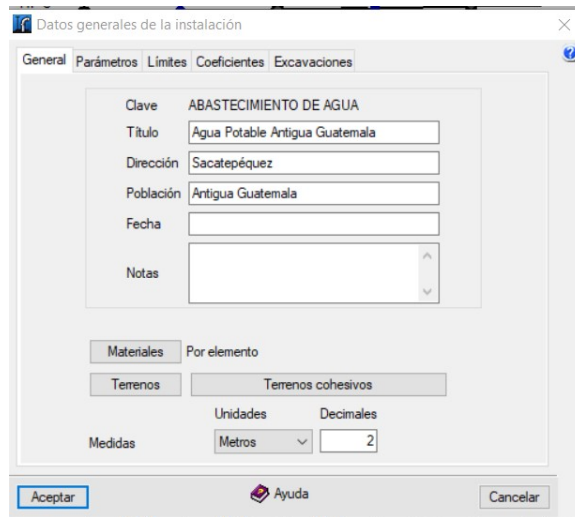 Datos generales de la instalación
General Parámetros Límites Coeficientes Excavaciones
Clave ABASTECIMIENTO DE AGUA
Título Agua Potable Antigua Guatemala
Dirección Sacatepéquez
Población Antigua Guatemala
Fecha
Notas
Materiales Por elemento
Terrenos Terrenos cohesivos
Unidades Decimales
Medidas Metros 2
Aceptar Ayuda Cancelar